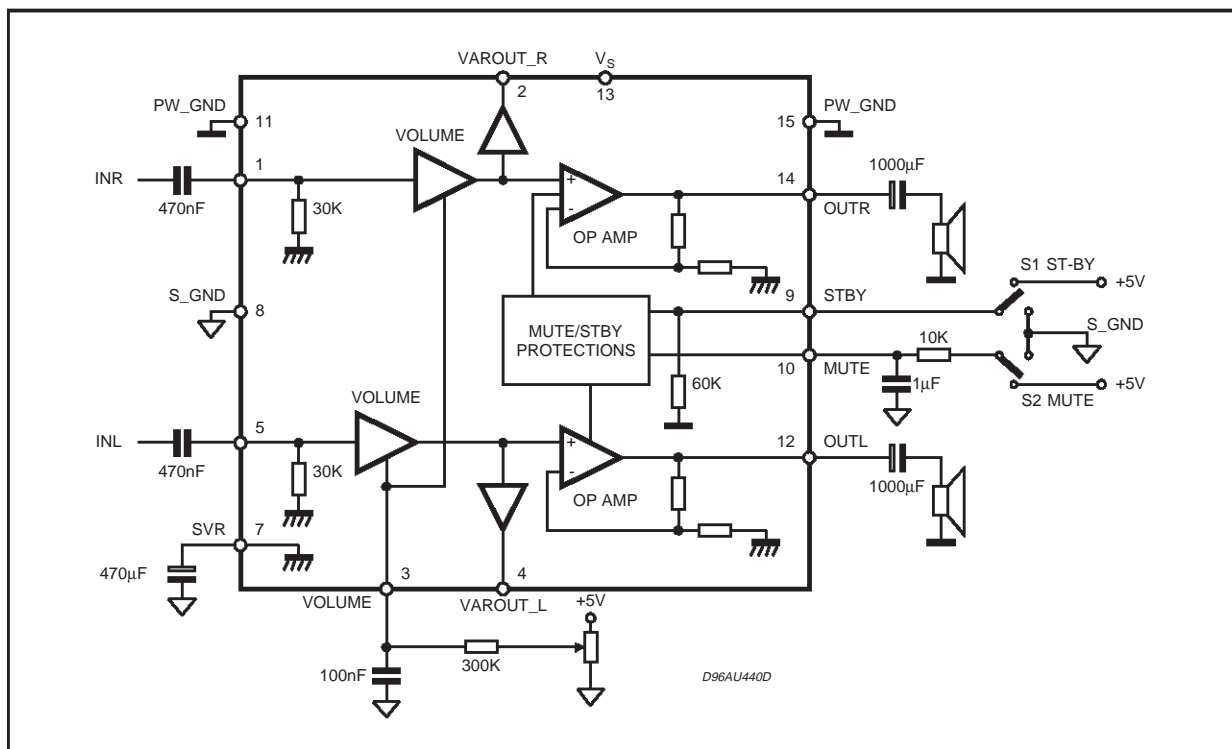 VAROUT_R
VS
2
13
PW_GND
11
15
PW_GND
VOLUME
1000µF
1
14
INR
+
-
470nF
30K
OUTR
OP AMP
S1 ST-BY
+5V
9
STBY
S_GND
8
MUTE/STBY
PROTECTIONS
S_GND
10K
10
MUTE
60K
1µF
+5V
S2 MUTE
VOLUME
INL
5
+
-
12
OUTL
470nF
30K
OP AMP
1000µF
SVR
7
470µF
3
4
VOLUME
VAROUT_L
+5V
100nF
300K
D96AU440D